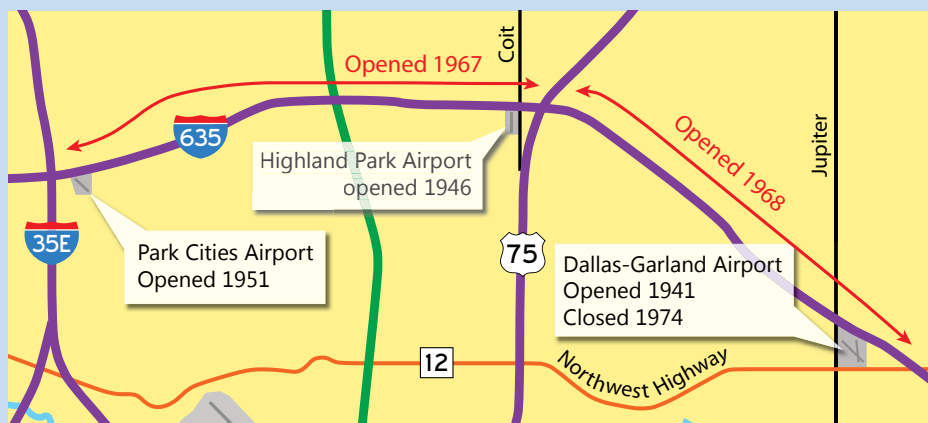 Opened 1967
Coit
635
Highland Park Airport
opened 1946
Opened 1968
Jupiter
35E
Park Cities Airport
Opened 1951
75
Dallas-Garland Airport
Opened 1941
Closed 1974
12
Northwest Highway